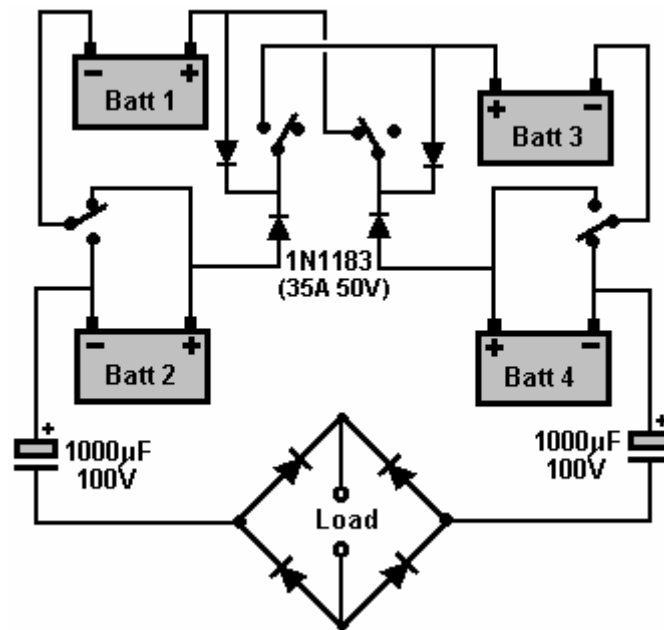 - +
Batt 1
+ -
Batt 3
1N1183
(35A 50V)
- +
Batt 2
+ -
Batt 4
+
1000µF
100V
+
1000µF
100V
Load